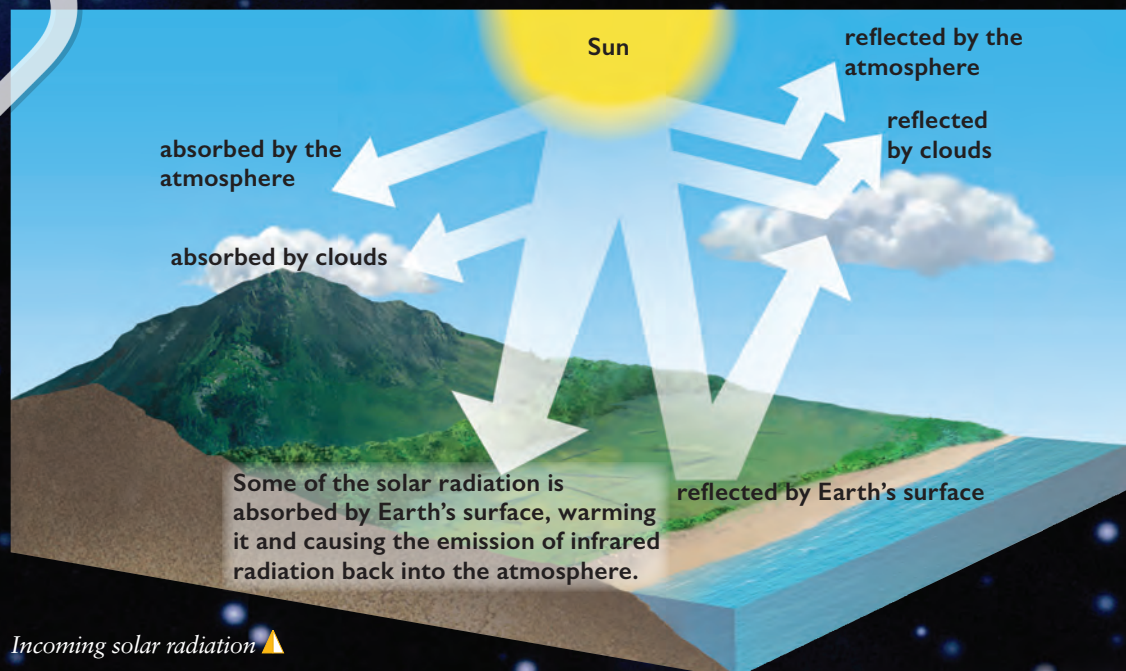 Sun
reflected by the
atmosphere
reflected
by clouds
absorbed by the
atmosphere
absorbed by clouds
Some of the solar radiation is
absorbed by Earth's surface, warming
it and causing the emission of infrared
radiation back into the atmosphere.
reflected by Earth's surface
Incoming solar radiation